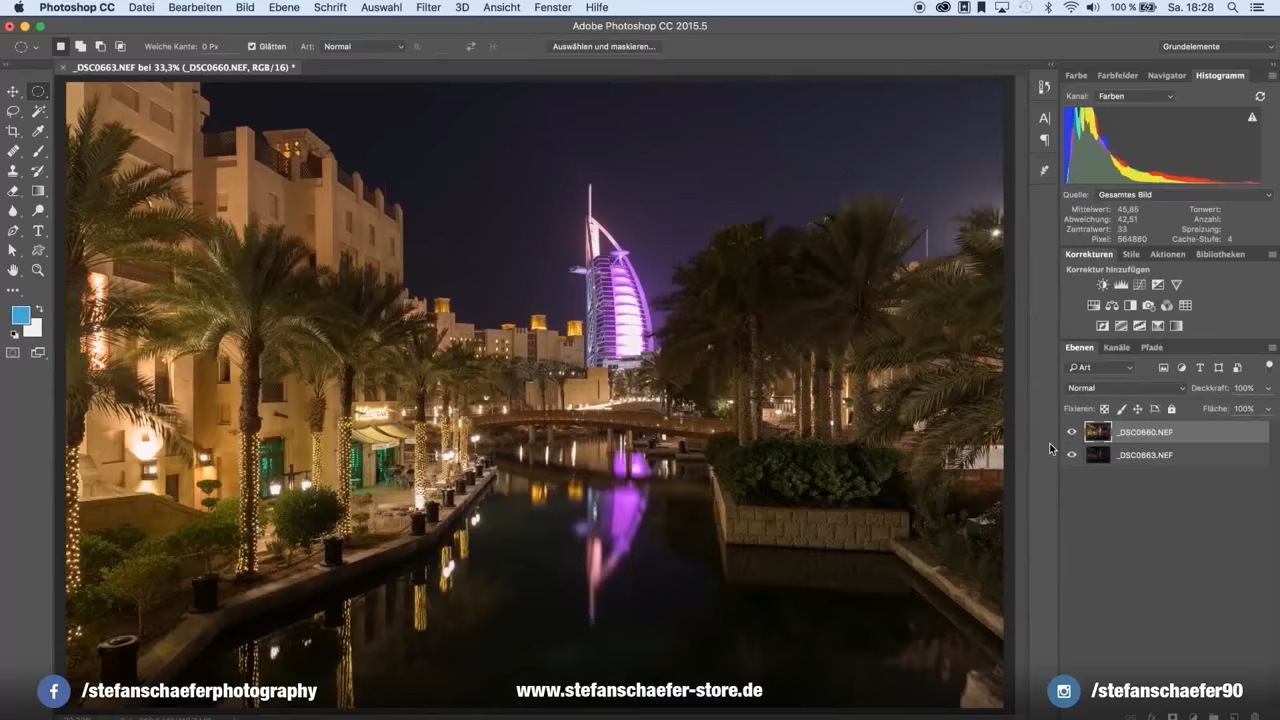 Photoshop CC Datei Bearbeiten Bild Ebene Schrift Auswahl Filter 3D Ansicht Fenster Hilfe 100 % Sa. 18:28
Adobe Photoshop CC 2015.5
Weiche Kante: 0 Px Glätten Art: Normal B: H: Auswählen und maskieren... Grundelemente
_DSC0663.NEF bei 33,3% (_DSC0660.NEF, RGB/16) *
Farbe Farbfelder Navigator Histogramm
Kanal: Farben
Quelle: Gesamtes Bild
Mittelwert: 45,85 Tonwert:
Abweichung: 42,51 Anzahl:
Zentralwert: 33 Spreizung:
Pixel: 564880 Cache-Stufe: 4
Korrekturen Stile Aktionen Bibliotheken
Korrektur hinzufügen
Ebenen Kanäle Pfade
Art
Normal Deckkraft: 100%
Fixieren: Fläche: 100%
_DSC0660.NEF
_DSC0663.NEF
/stefanschaeferphotography
www.stefanschaefer-store.de
/stefanschaefer90